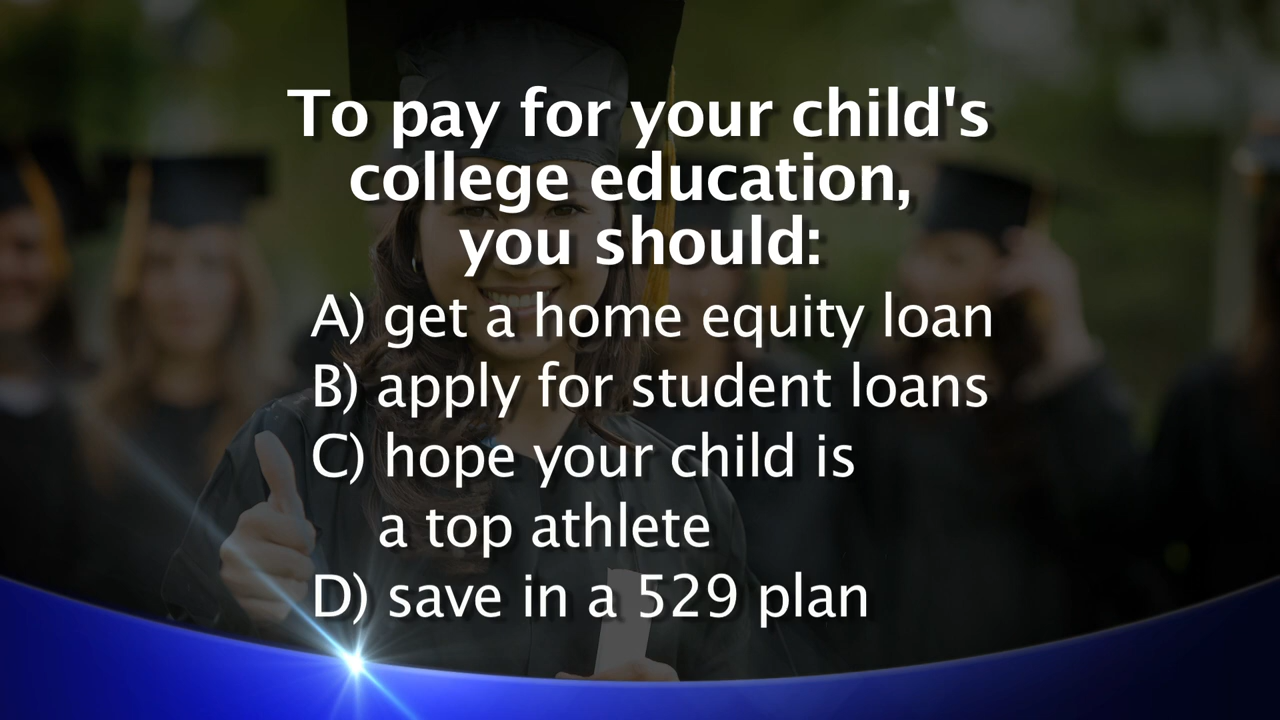 To pay for your child's
college education,
you should:
A) get a home equity loan
B) apply for student loans
C) hope your child is
a top athlete
D) save in a 529 plan